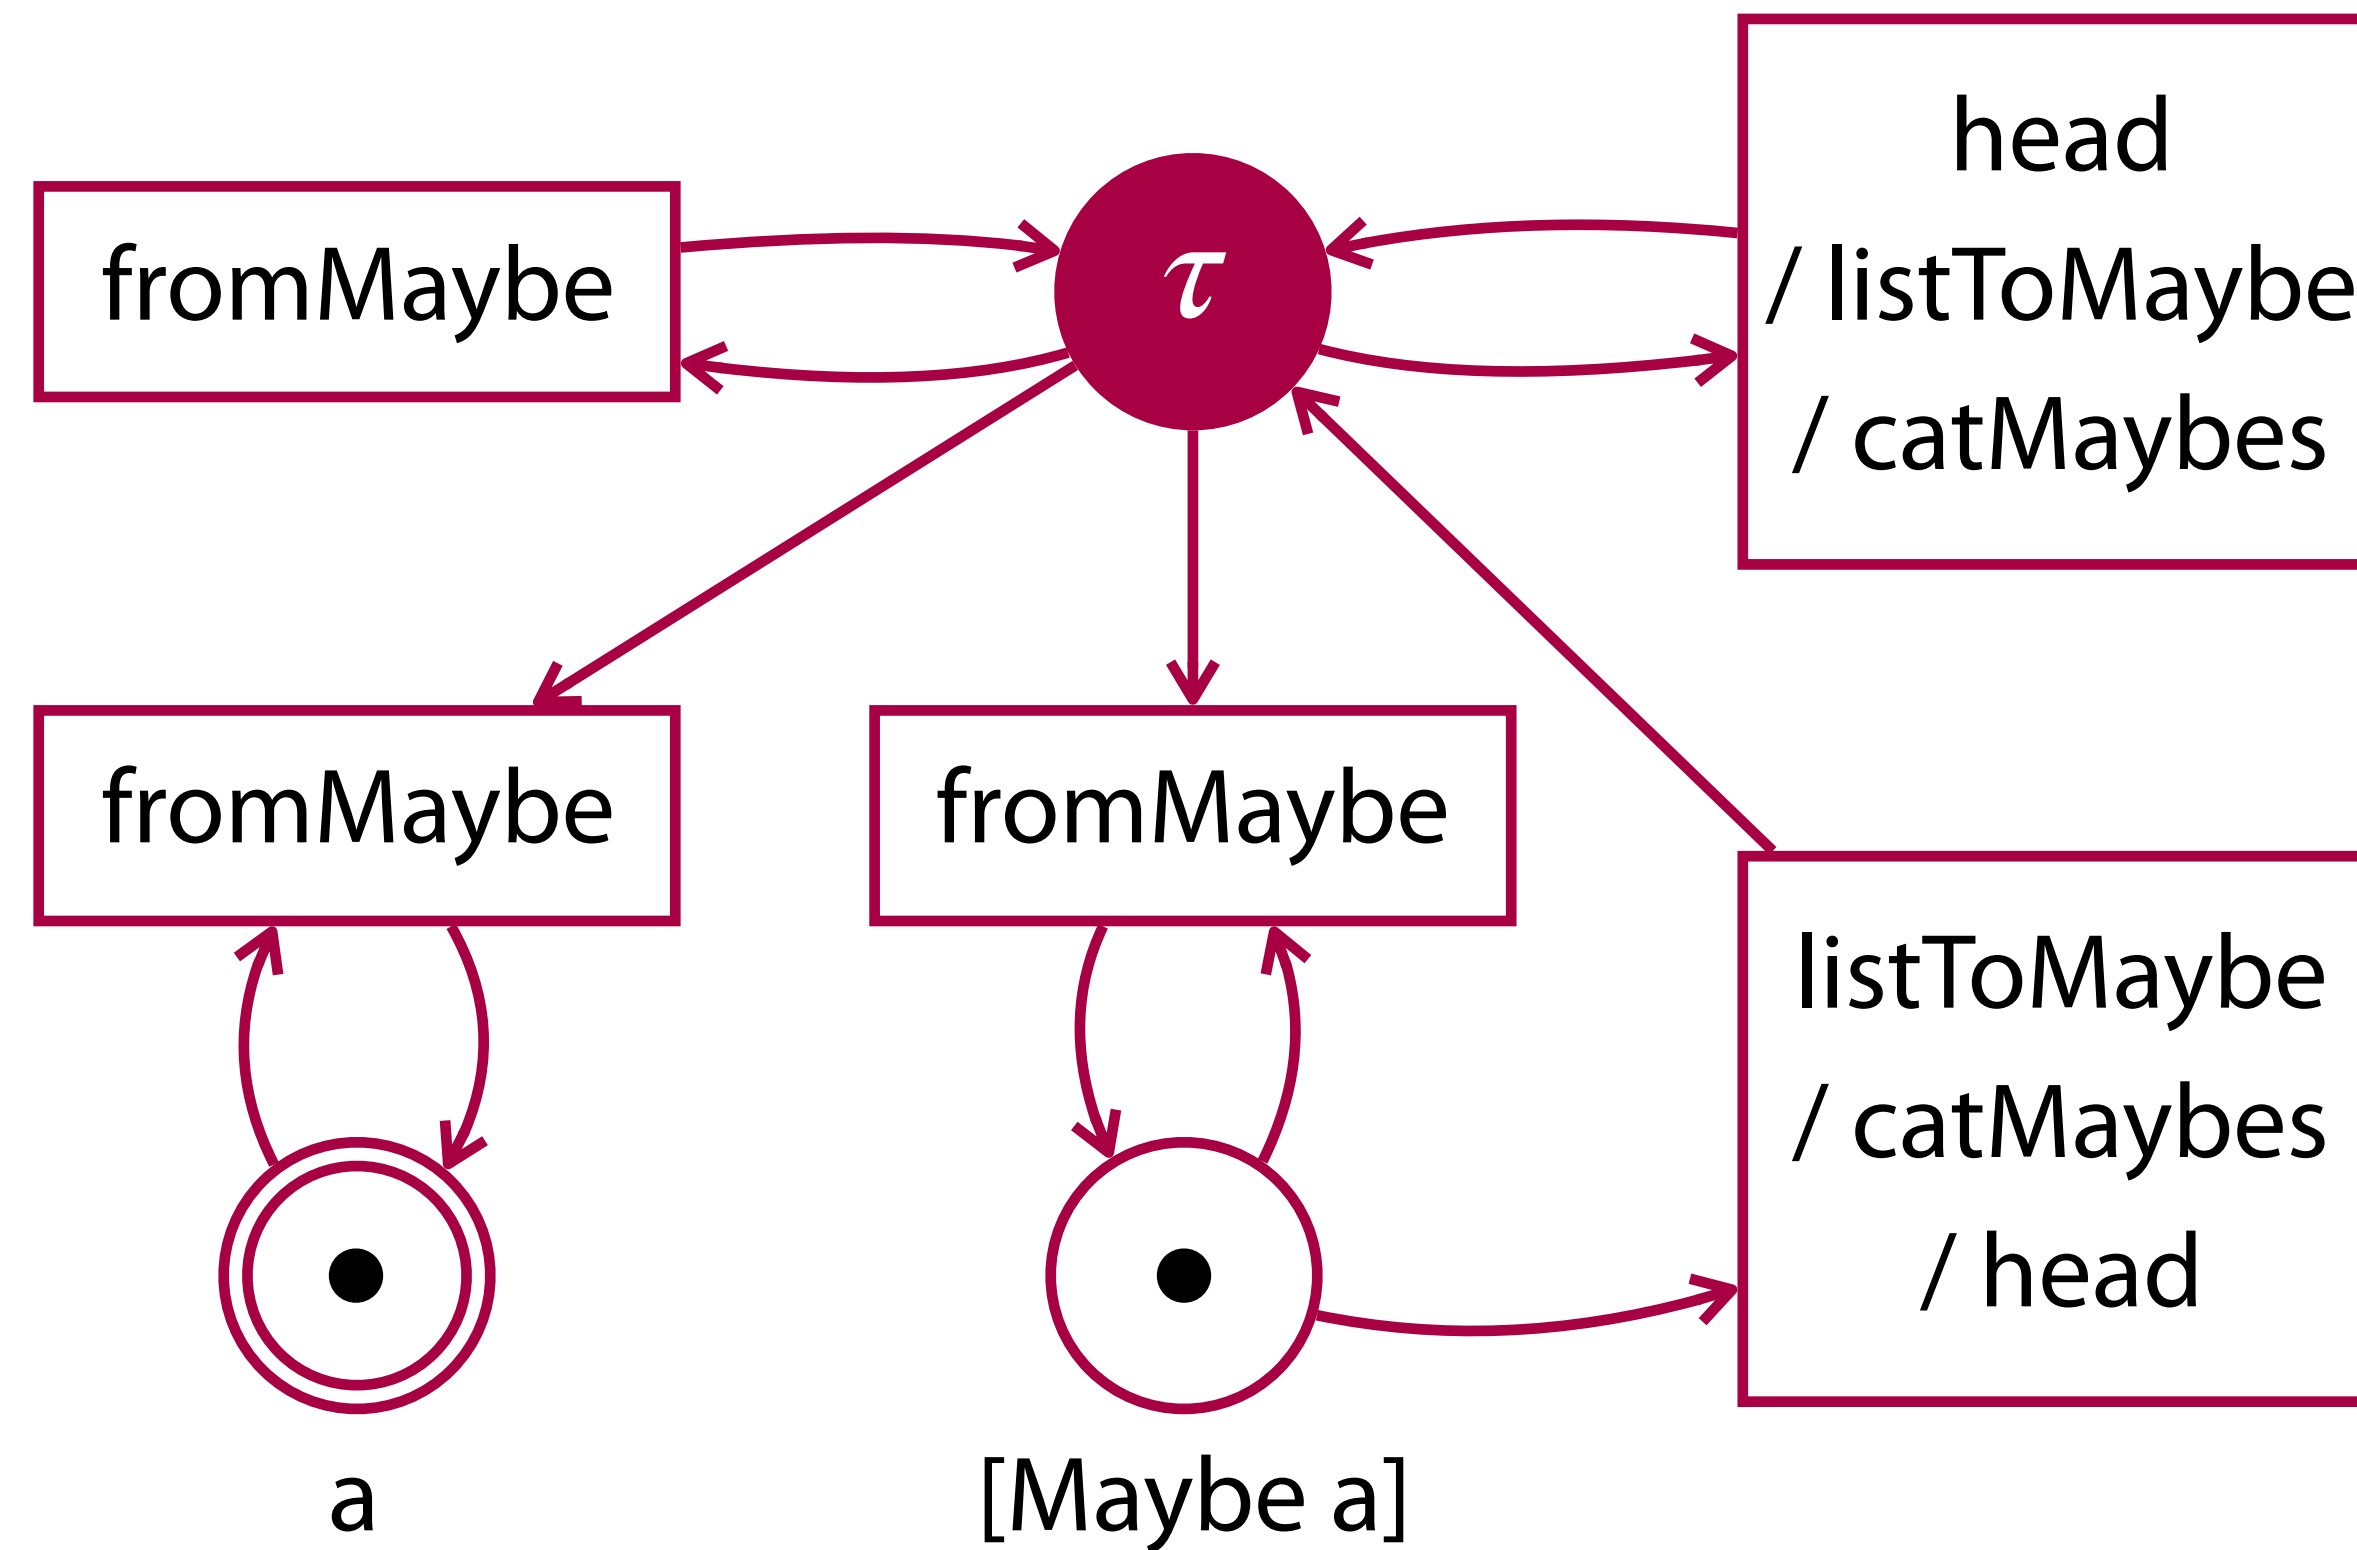 head
/ listToMaybe
/ catMaybes
fromMaybe
τ
fromMaybe
fromMaybe
listToMaybe
/ catMaybes
/ head
a
[Maybe a]